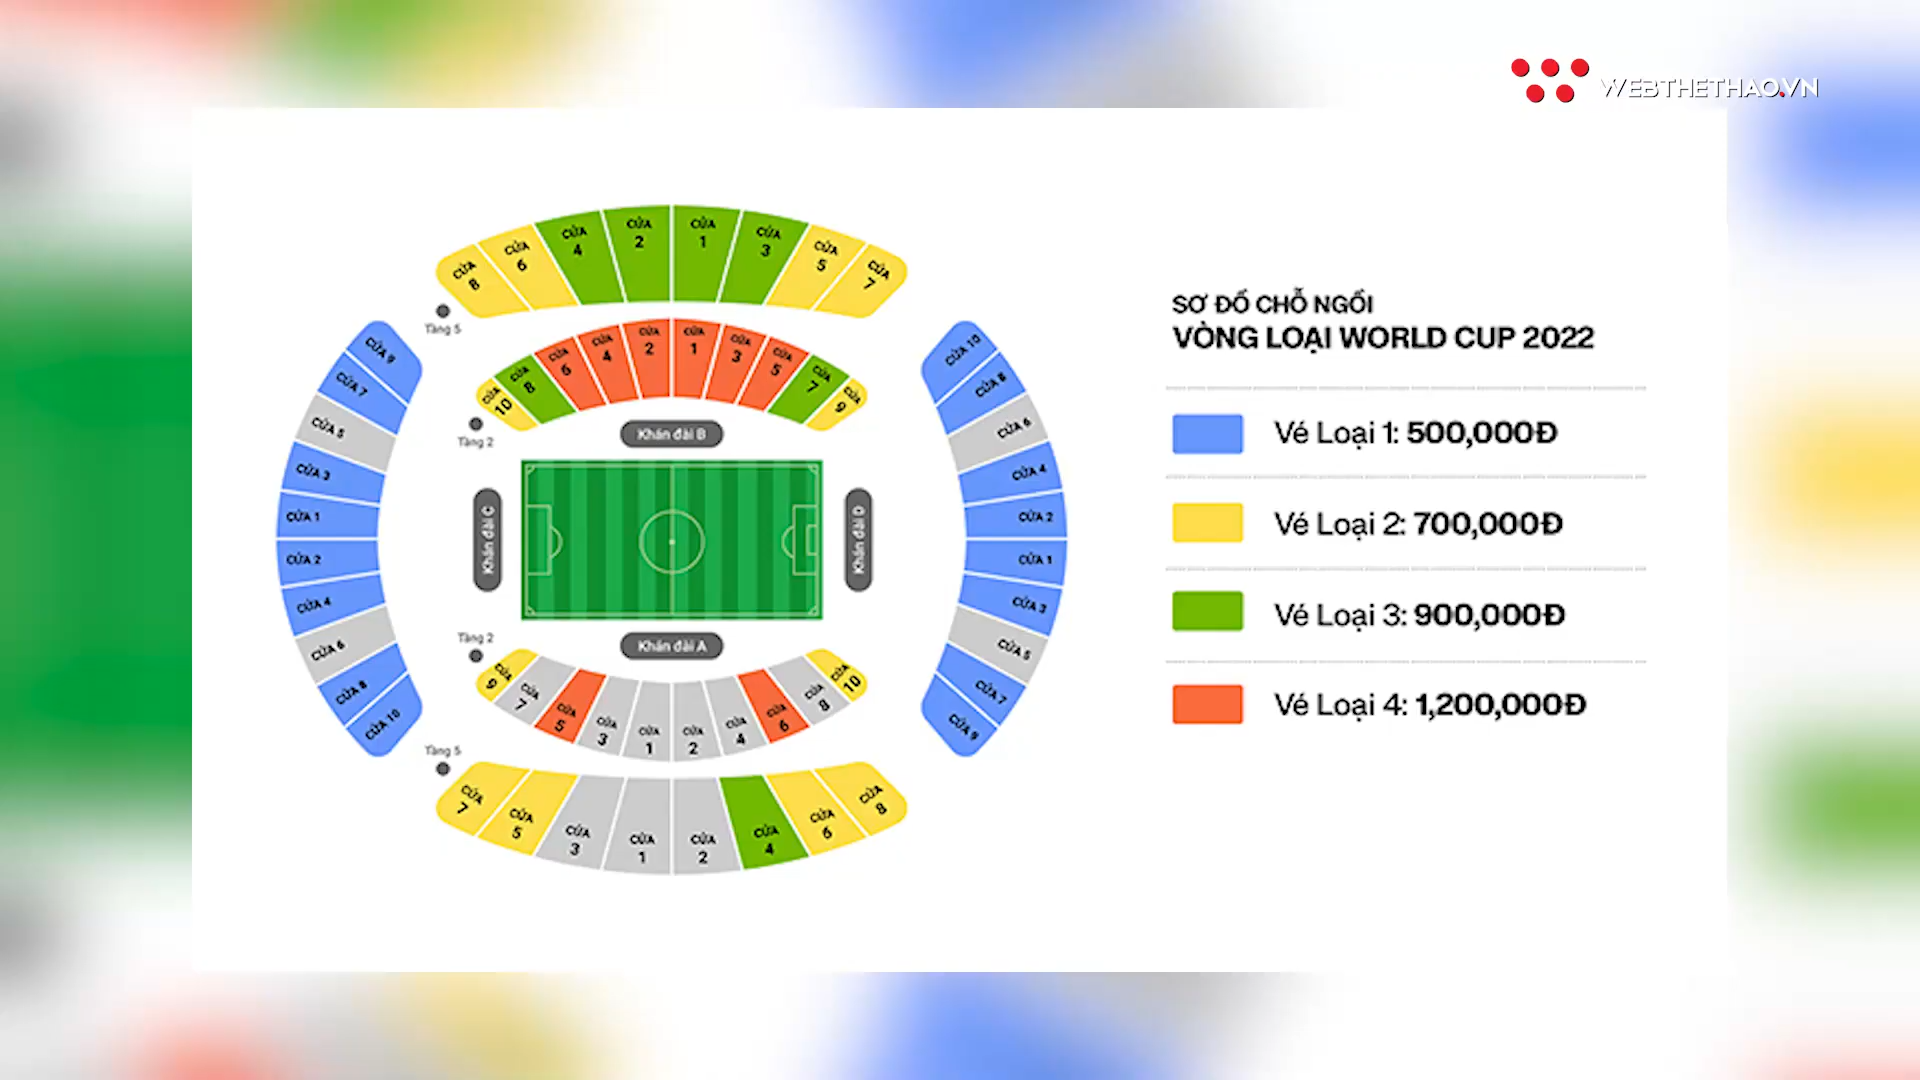 WEBTHETHAO.VN
CỬA 8
CỬA 6
CỬA 4
CỬA 2
CỬA 1
CỬA 3
CỬA 5
CỬA 7
Tầng 5
CỬA 10
CỬA 8
CỬA 6
CỬA 4
CỬA 2
CỬA 1
CỬA 3
CỬA 5
CỬA 7
CỬA 9
Tầng 2
Khán đài B
CỬA 9
CỬA 7
CỬA 5
CỬA 3
CỬA 1
CỬA 2
CỬA 4
CỬA 6
CỬA 8
CỬA 10
Khán đài C
Khán đài D
CỬA 10
CỬA 8
CỬA 6
CỬA 4
CỬA 2
CỬA 1
CỬA 3
CỬA 5
CỬA 7
CỬA 9
Khán đài A
Tầng 2
CỬA 9
CỬA 7
CỬA 5
CỬA 3
CỬA 1
CỬA 2
CỬA 4
CỬA 6
CỬA 8
CỬA 10
Tầng 5
CỬA 7
CỬA 5
CỬA 3
CỬA 1
CỬA 2
CỬA 4
CỬA 6
CỬA 8
SƠ ĐỒ CHỖ NGỒI
VÒNG LOẠI WORLD CUP 2022
Vé Loại 1: 500,000Đ
Vé Loại 2: 700,000Đ
Vé Loại 3: 900,000Đ
Vé Loại 4: 1,200,000Đ